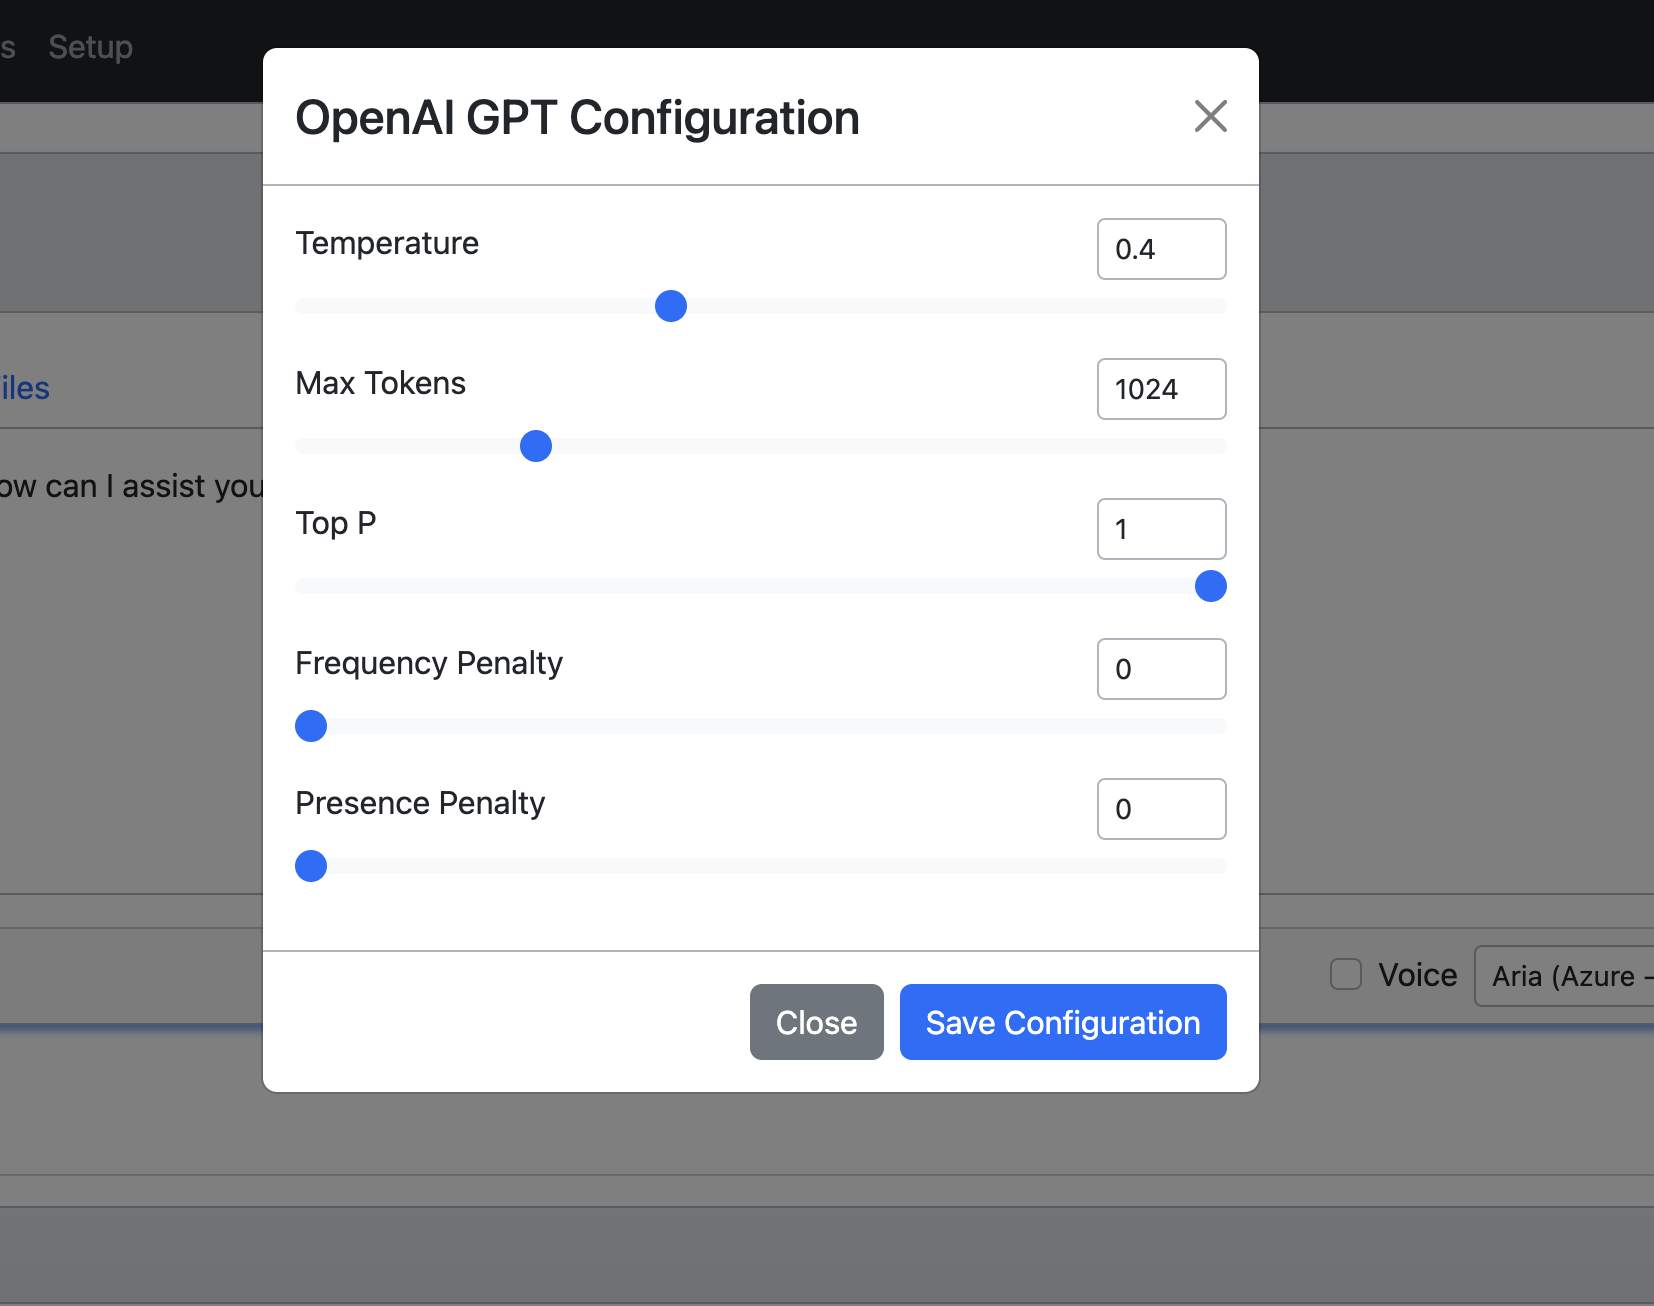 s Setup
OpenAI GPT Configuration
Temperature 0.4
Max Tokens 1024
iles
ow can I assist you
Top P 1
Frequency Penalty 0
Presence Penalty 0
Voice Aria (Azure -
Close Save Configuration